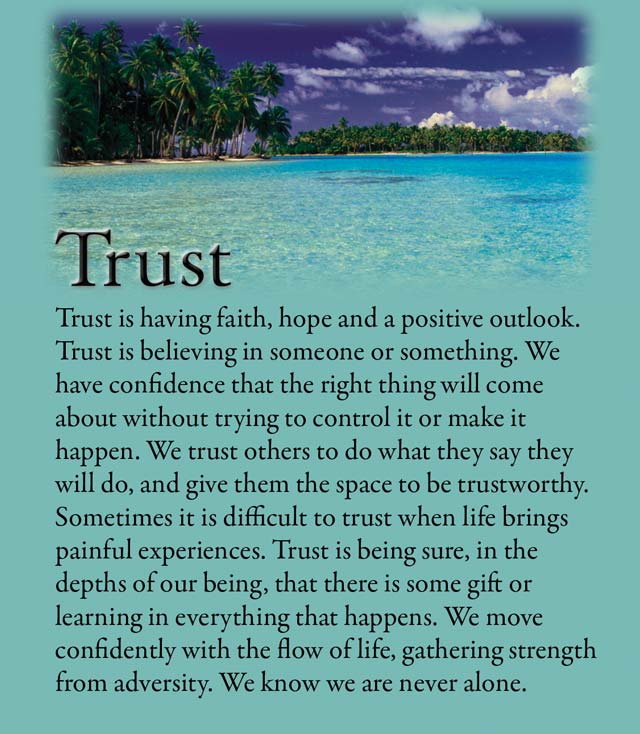 Trust
Trust is having faith, hope and a positive outlook.
Trust is believing in someone or something. We
have confidence that the right thing will come
about without trying to control it or make it
happen. We trust others to do what they say they
will do, and give them the space to be trustworthy.
Sometimes it is difficult to trust when life brings
painful experiences. Trust is being sure, in the
depths of our being, that there is some gift or
learning in everything that happens. We move
confidently with the flow of life, gathering strength
from adversity. We know we are never alone.